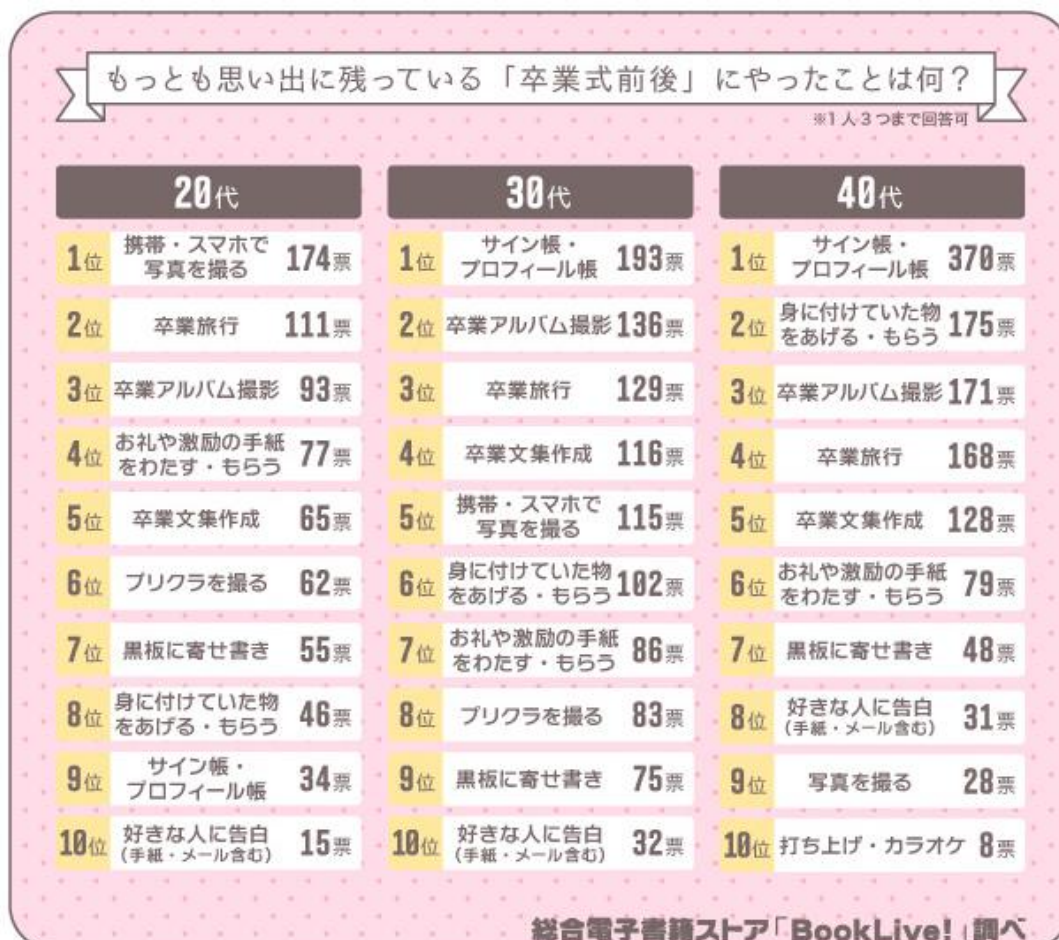 もっとも思い出に残っている「卒業式前後」にやったことは何？
※1人3つまで回答可
20代
1位 携帯・スマホで
写真を撮る 174票
2位 卒業旅行 111票
3位 卒業アルバム撮影 93票
4位 お礼や激励の手紙
をわたす・もらう 77票
5位 卒業文集作成 65票
6位 プリクラを撮る 62票
7位 黒板に寄せ書き 55票
8位 身に付けていた物
をあげる・もらう 46票
9位 サイン帳・
プロフィール帳 34票
10位 好きな人に告白
(手紙・メール含む) 15票
30代
1位 サイン帳・
プロフィール帳 193票
2位 卒業アルバム撮影 136票
3位 卒業旅行 129票
4位 卒業文集作成 116票
5位 携帯・スマホで
写真を撮る 115票
6位 身に付けていた物
をあげる・もらう 102票
7位 お礼や激励の手紙
をわたす・もらう 86票
8位 プリクラを撮る 83票
9位 黒板に寄せ書き 75票
10位 好きな人に告白
(手紙・メール含む) 32票
40代
1位 サイン帳・
プロフィール帳 370票
2位 身に付けていた物
をあげる・もらう 175票
3位 卒業アルバム撮影 171票
4位 卒業旅行 168票
5位 卒業文集作成 128票
6位 お礼や激励の手紙
をわたす・もらう 79票
7位 黒板に寄せ書き 48票
8位 好きな人に告白
(手紙・メール含む) 31票
9位 写真を撮る 28票
10位 打ち上げ・カラオケ 8票
総合電子書籍ストア「BookLive!」調べ